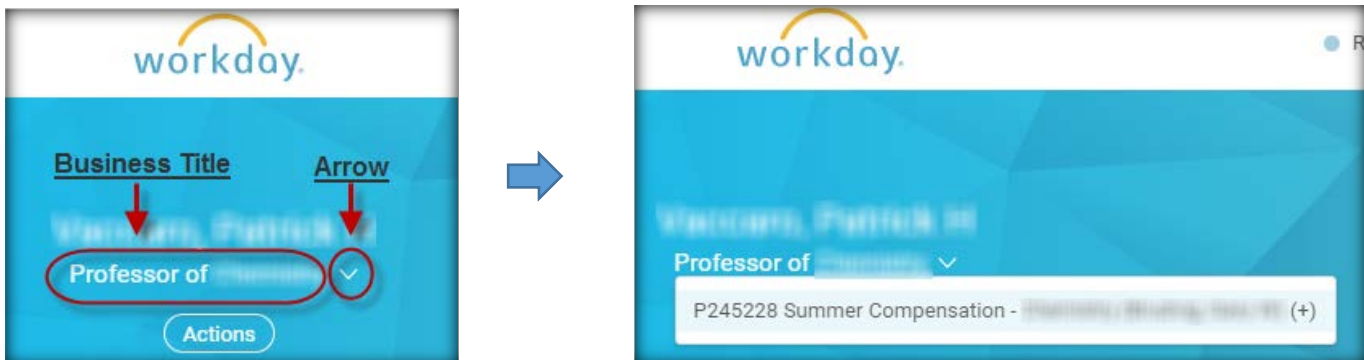 workday.
Business Title
Arrow
Professor of
Actions
workday.
R
Professor of
P245228 Summer Compensation - (+)